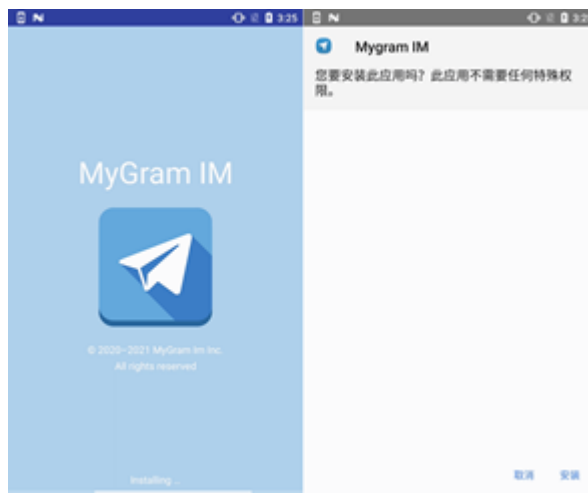 3:25
MyGram IM
© 2020-2021 MyGram Im Inc.
All rights reserved
Installing ..
Mygram IM
您要安装此应用吗？此应用不需要任何特殊权
限。
取消 安装